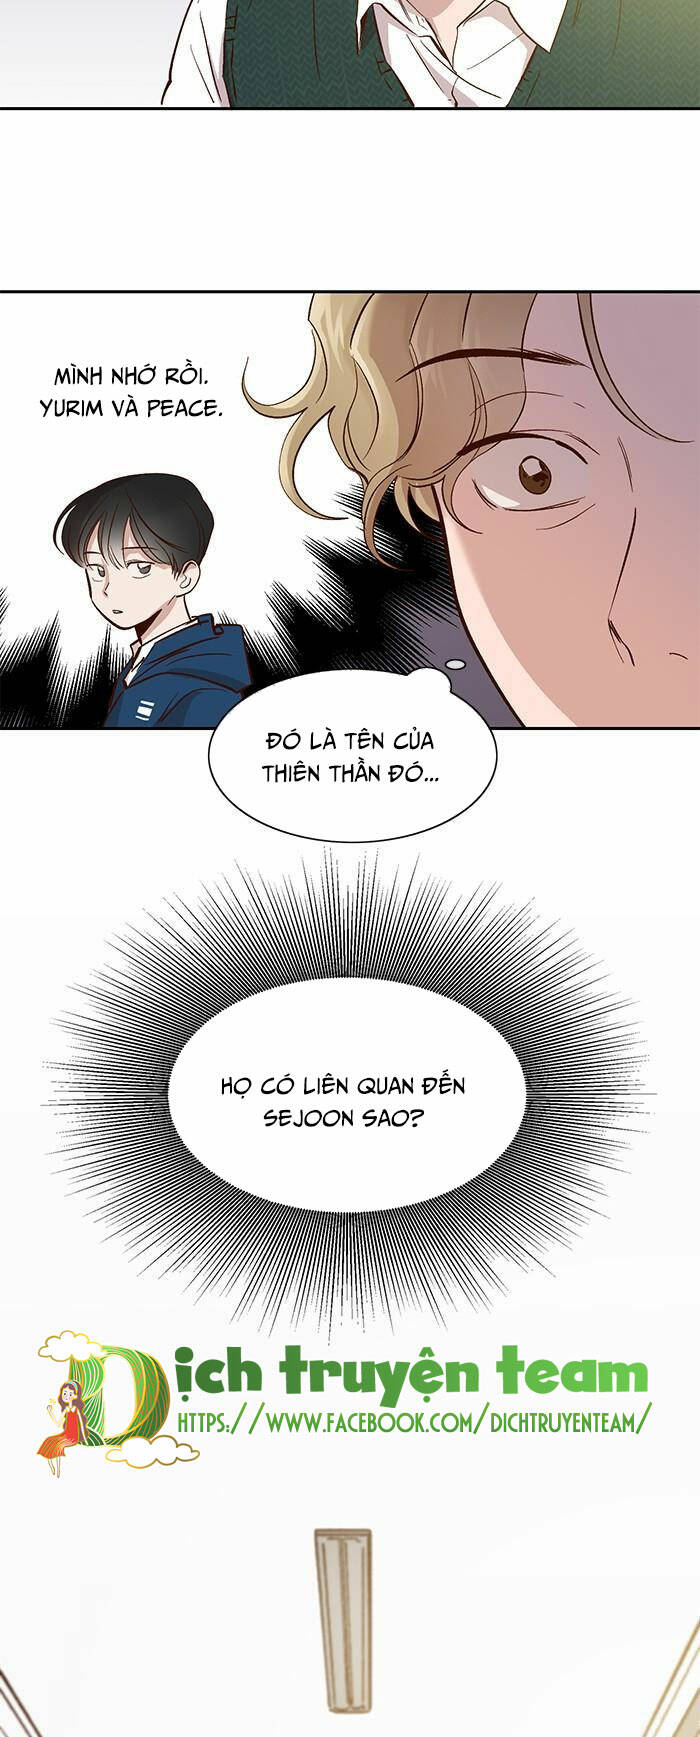 MÌNH NHỚ RỒI.
YURIM VÀ PEACE.
ĐÓ LÀ TÊN CỦA
THIÊN THẦN ĐÓ...
HỌ CÓ LIÊN QUAN ĐẾN
SEJOON SAO?
Dịch truyện team
HTTPS://WWW.FACEBOOK.COM/DICHTRUYENTEAM/